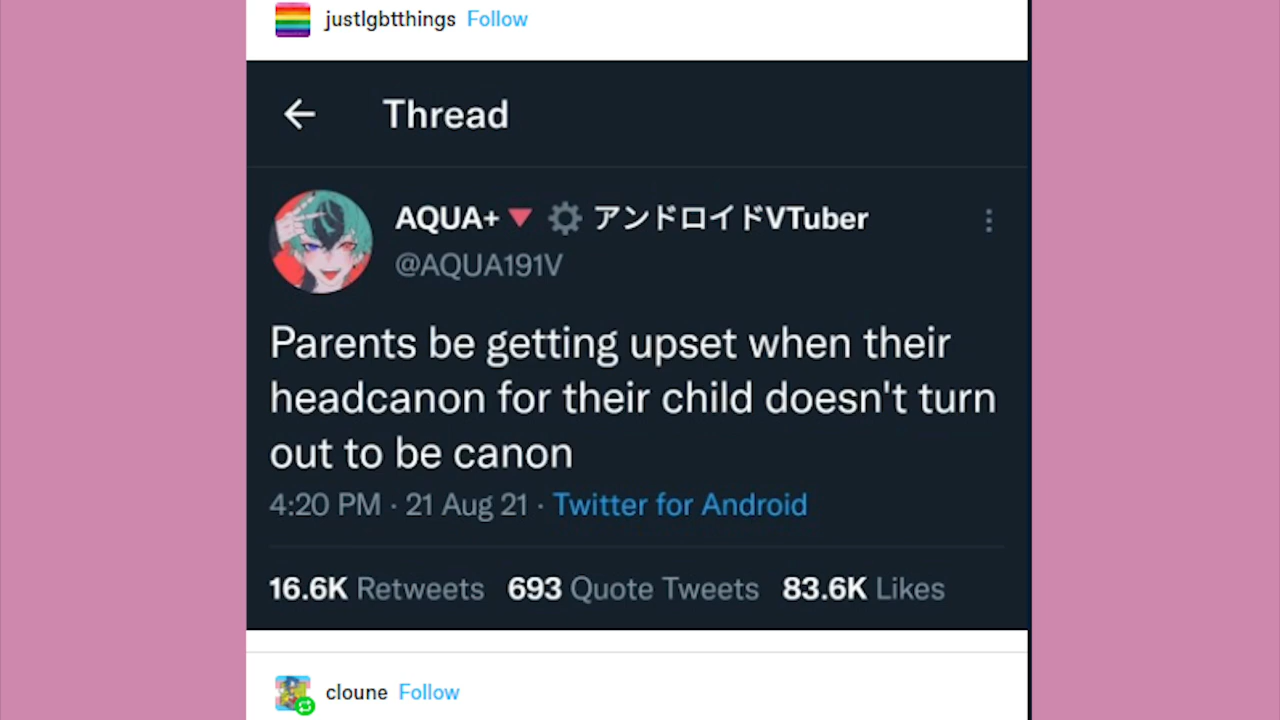 justlgbtthings Follow
Thread
AQUA+🔻 ⚙️ アンドロイドVTuber
@AQUA191V
Parents be getting upset when their
headcanon for their child doesn't turn
out to be canon
4:20 PM · 21 Aug 21 · Twitter for Android
16.6K Retweets 693 Quote Tweets 83.6K Likes
cloune Follow